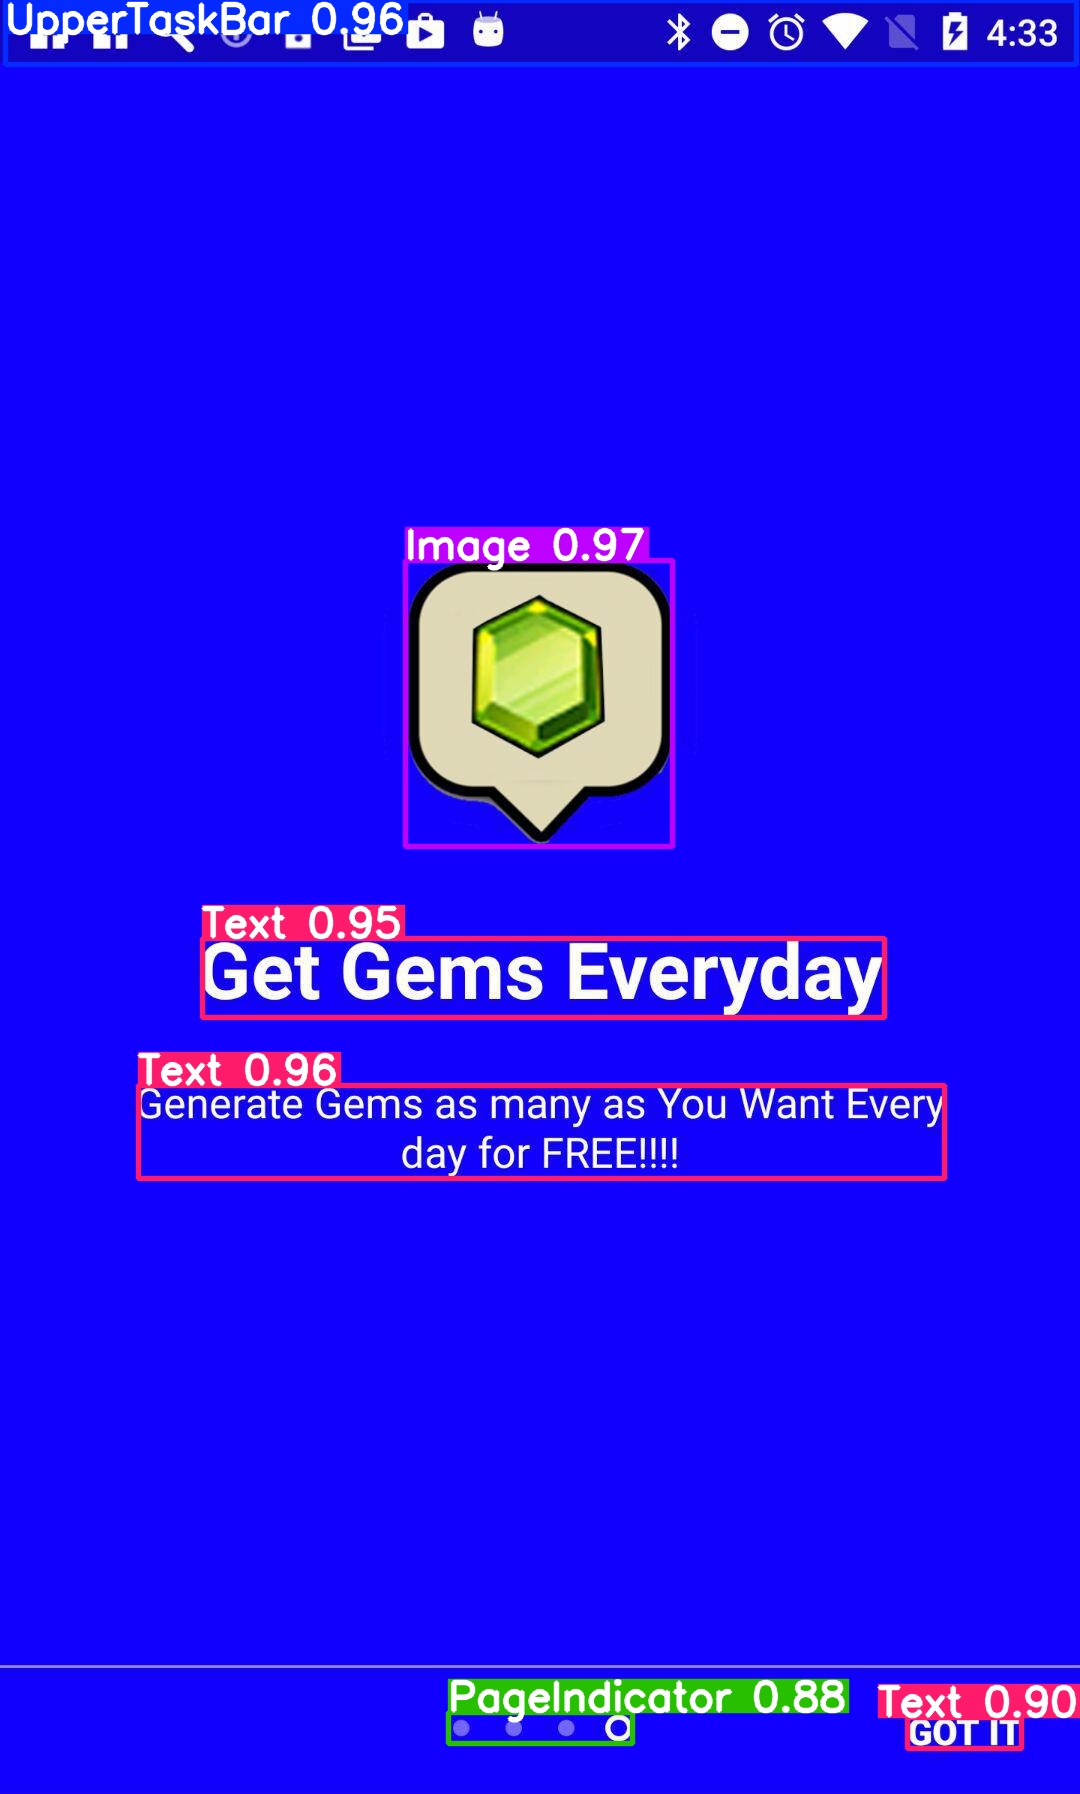 UpperTaskBar 0.96
4:33
Image 0.97
Text 0.95
Get Gems Everyday
Text 0.96
Generate Gems as many as You Want Every
day for FREE!!!!
PageIndicator 0.88
Text 0.90
GOT IT